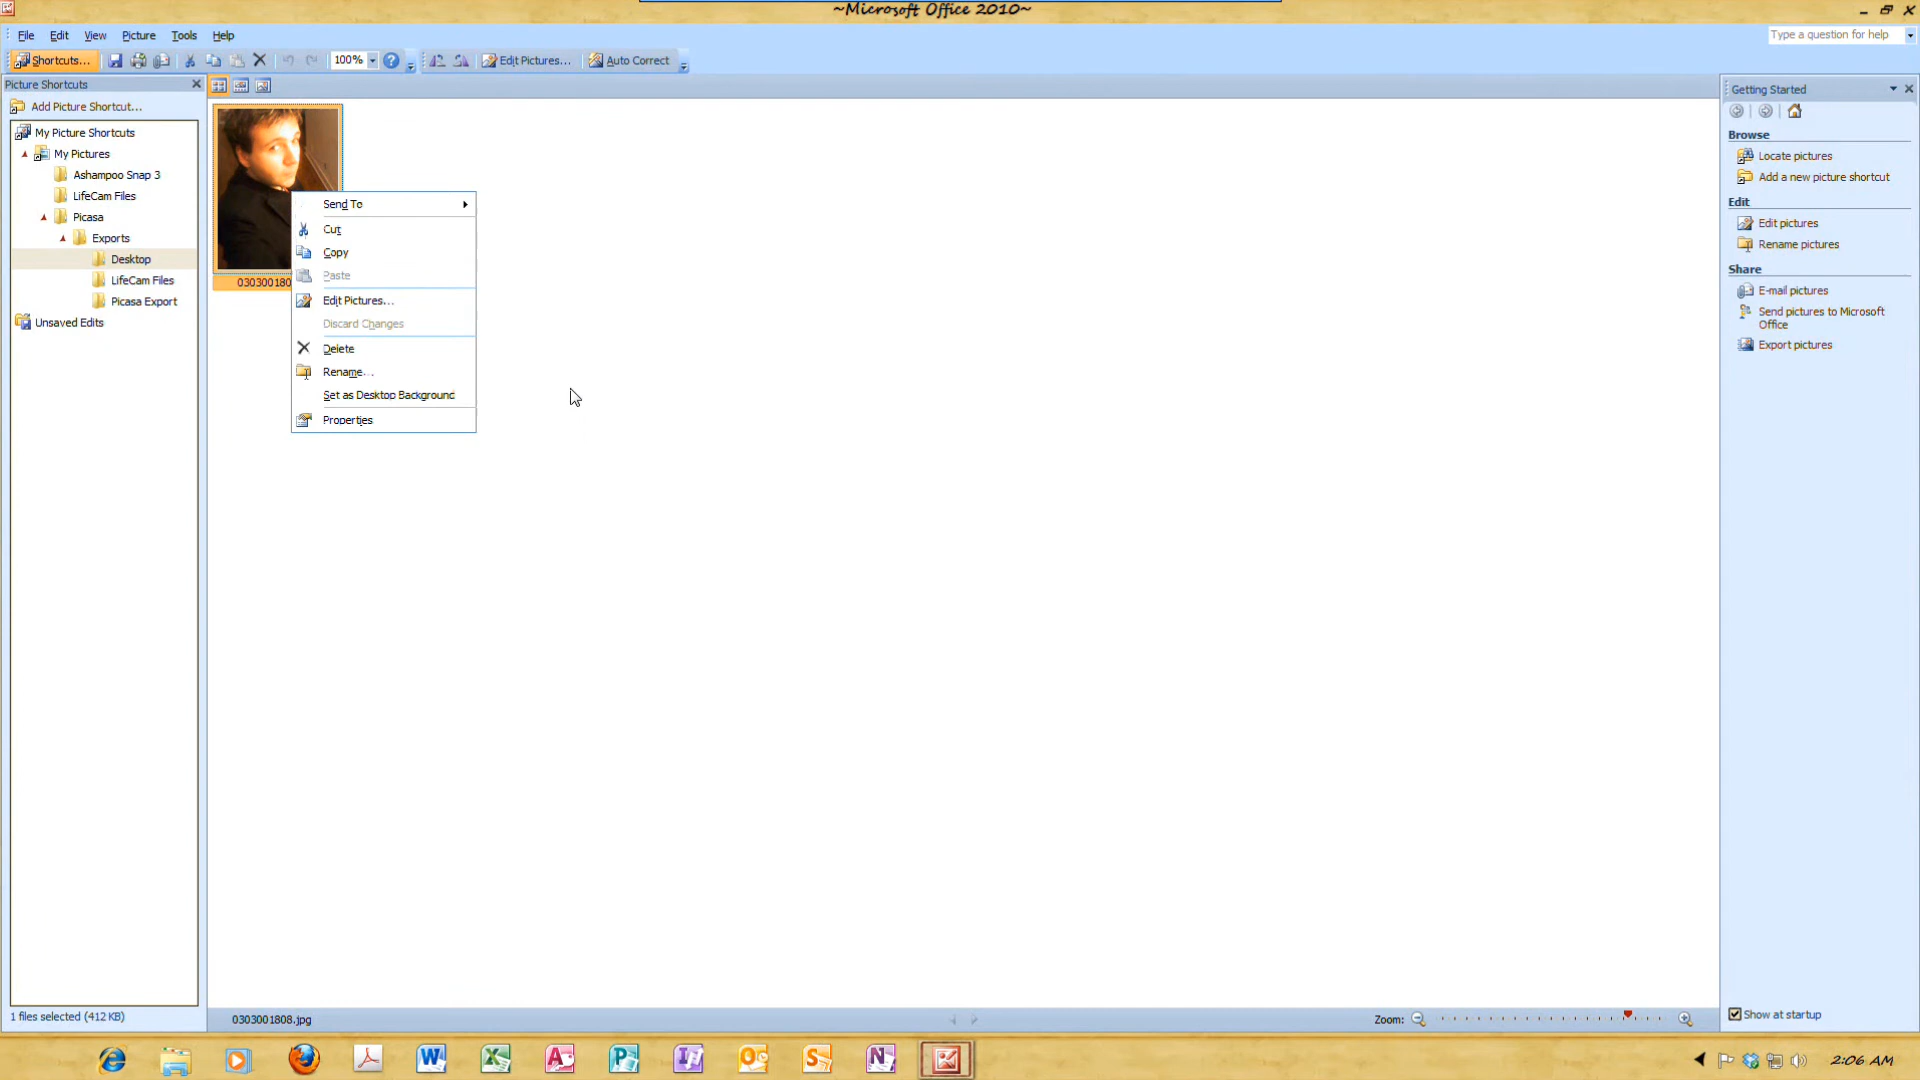 ~Microsoft Office 2010~
File Edit View Picture Tools Help
Type a question for help
Shortcuts... 100% Edit Pictures... Auto Correct
Picture Shortcuts
Add Picture Shortcut...
My Picture Shortcuts
My Pictures
Ashampoo Snap 3
LifeCam Files
Picasa
Exports
Desktop
LifeCam Files
Picasa Export
Unsaved Edits
030300180
Send To
Cut
Copy
Paste
Edit Pictures...
Discard Changes
Delete
Rename...
Set as Desktop Background
Properties
Getting Started
Browse
Locate pictures
Add a new picture shortcut
Edit
Edit pictures
Rename pictures
Share
E-mail pictures
Send pictures to Microsoft
Office
Export pictures
Show at startup
1 files selected (412 KB)
0303001808.jpg
Zoom:
2:06 AM